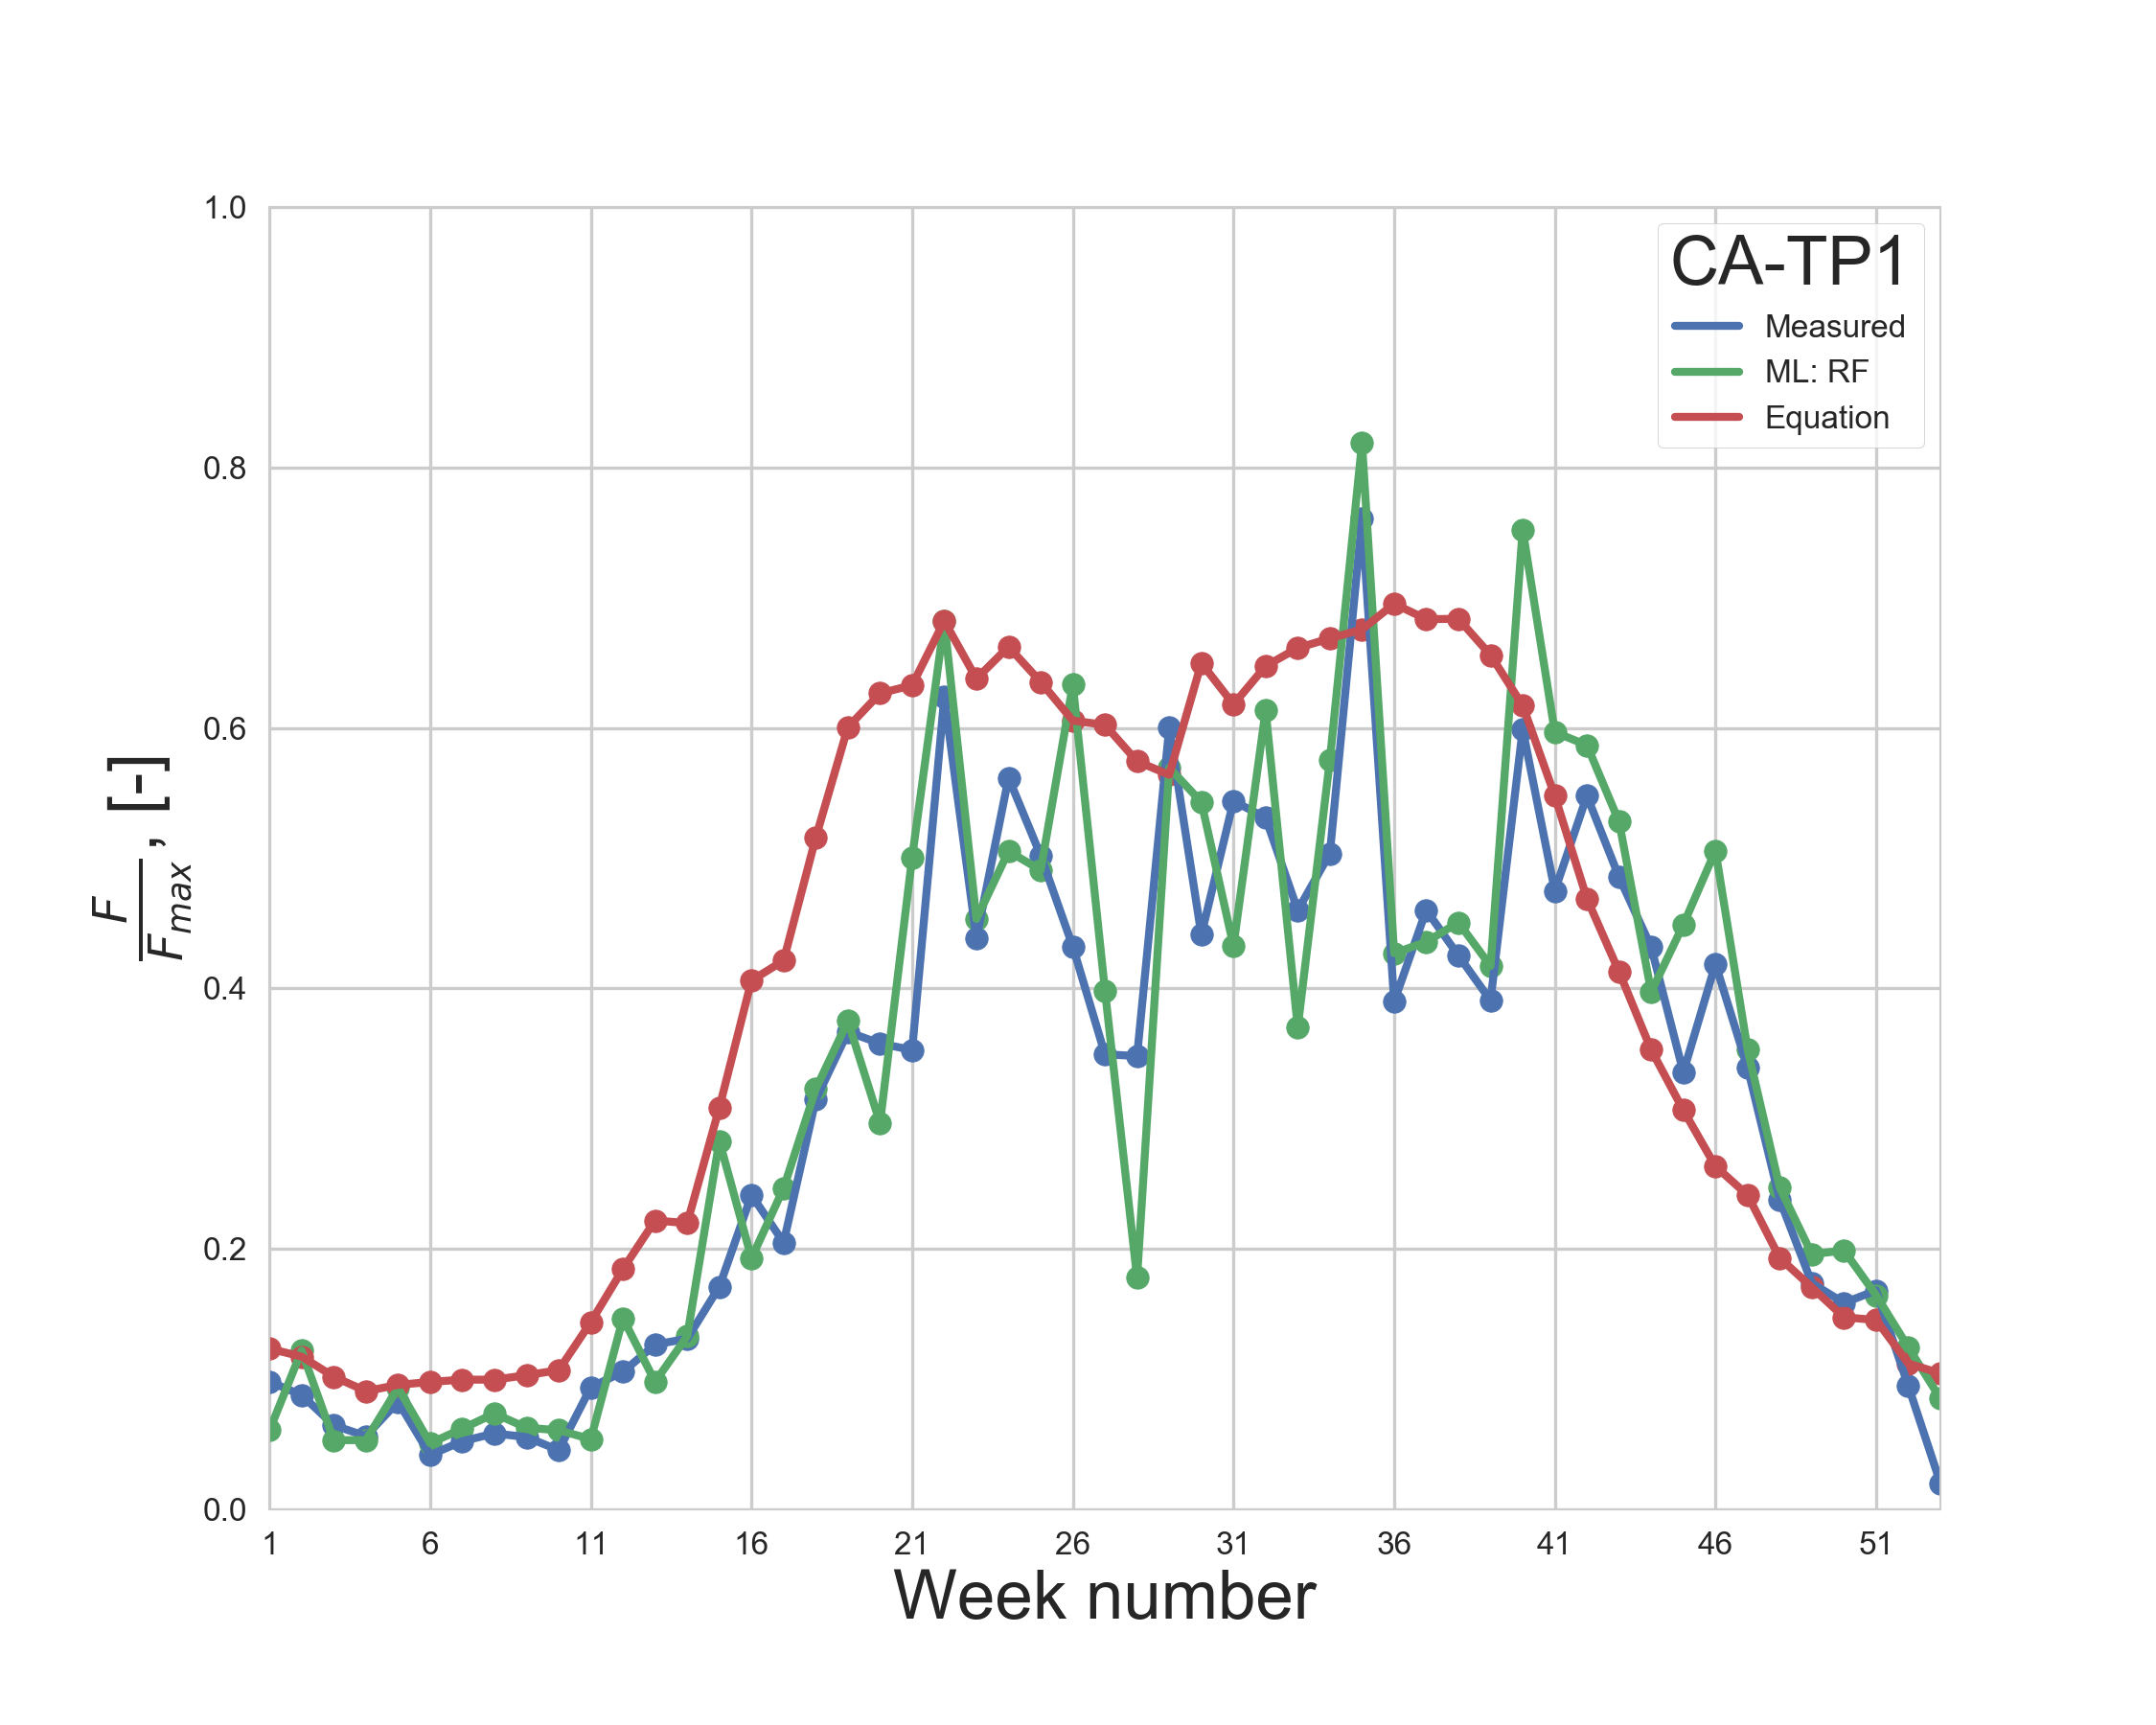 CA-TP1
Measured
ML: RF
Equation
1.0
0.8
0.6
0.4
0.2
0.0
F
F_max, [-]
1 6 11 16 21 26 31 36 41 46 51
Week number